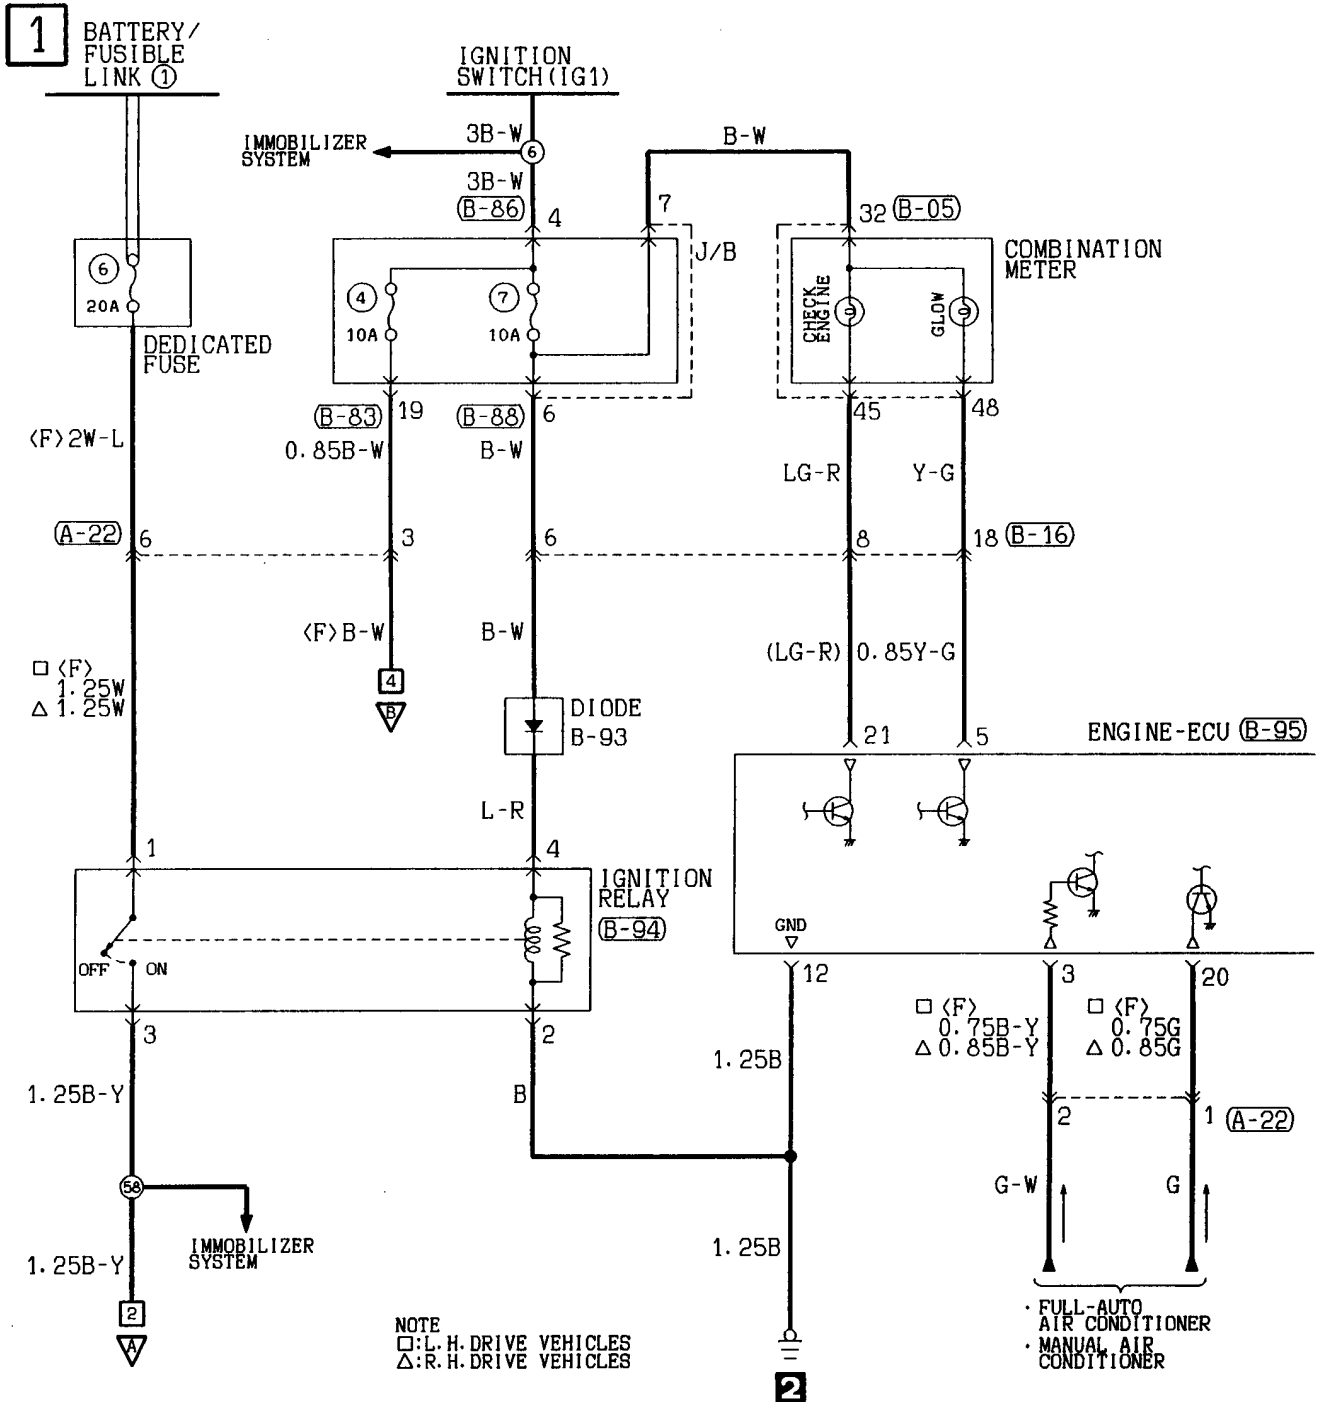 1
BATTERY/
FUSIBLE
LINK ①
IGNITION
SWITCH(IG1)
IMMOBILIZER
SYSTEM
3B-W
6
3B-W
B-W
B-86
4
7
32
B-05
J/B
COMBINATION
METER
6
20A
4
10A
7
10A
CHECK
ENGINE
GLOW
DEDICATED
FUSE
B-83
19
B-88
6
45
48
<F>2W-L
0.85B-W
B-W
LG-R
Y-G
A-22
6
3
6
8
18
B-16
<F>B-W
B-W
(LG-R)
0.85Y-G
□ <F>
1.25W
△ 1.25W
4
B
DIODE
B-93
21
5
ENGINE-ECU
B-95
L-R
1
4
IGNITION
RELAY
B-94
OFF
ON
GND
3
2
12
3
20
□ <F>
0.75B-Y
△ 0.85B-Y
□ <F>
0.75G
△ 0.85G
1.25B-Y
B
1.25B
2
1
A-22
58
IMMOBILIZER
SYSTEM
G-W
G
1.25B-Y
1.25B
2
A
NOTE
□:L.H.DRIVE VEHICLES
△:R.H.DRIVE VEHICLES
2
· FULL-AUTO
AIR CONDITIONER
· MANUAL AIR
CONDITIONER